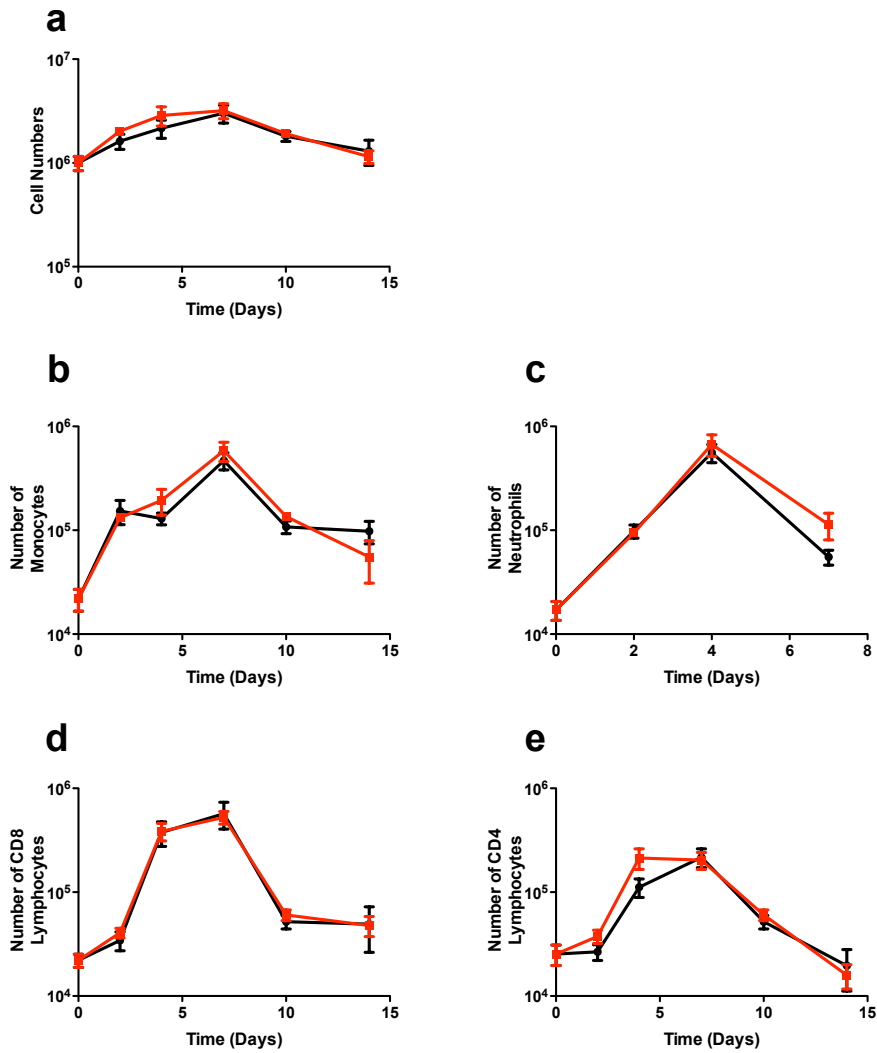 a
10^7
10^6
10^5
Cell Numbers
0 5 10 15
Time (Days)
b
10^6
10^5
10^4
Number of
Monocytes
0 5 10 15
Time (Days)
c
10^6
10^5
10^4
Number of
Neutrophils
0 2 4 6 8
Time (Days)
d
10^6
10^5
10^4
Number of CD8
Lymphocytes
0 5 10 15
Time (Days)
e
10^6
10^5
10^4
Number of CD4
Lymphocytes
0 5 10 15
Time (Days)